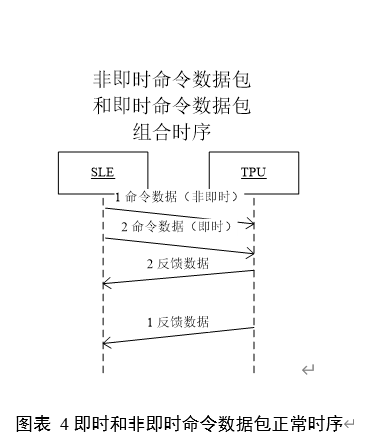 非即时命令数据包
和即时命令数据包
组合时序
SLE TPU
1 命令数据（非即时）
2 命令数据（即时）
2 反馈数据
1 反馈数据
图表 4 即时和非即时命令数据包正常时序